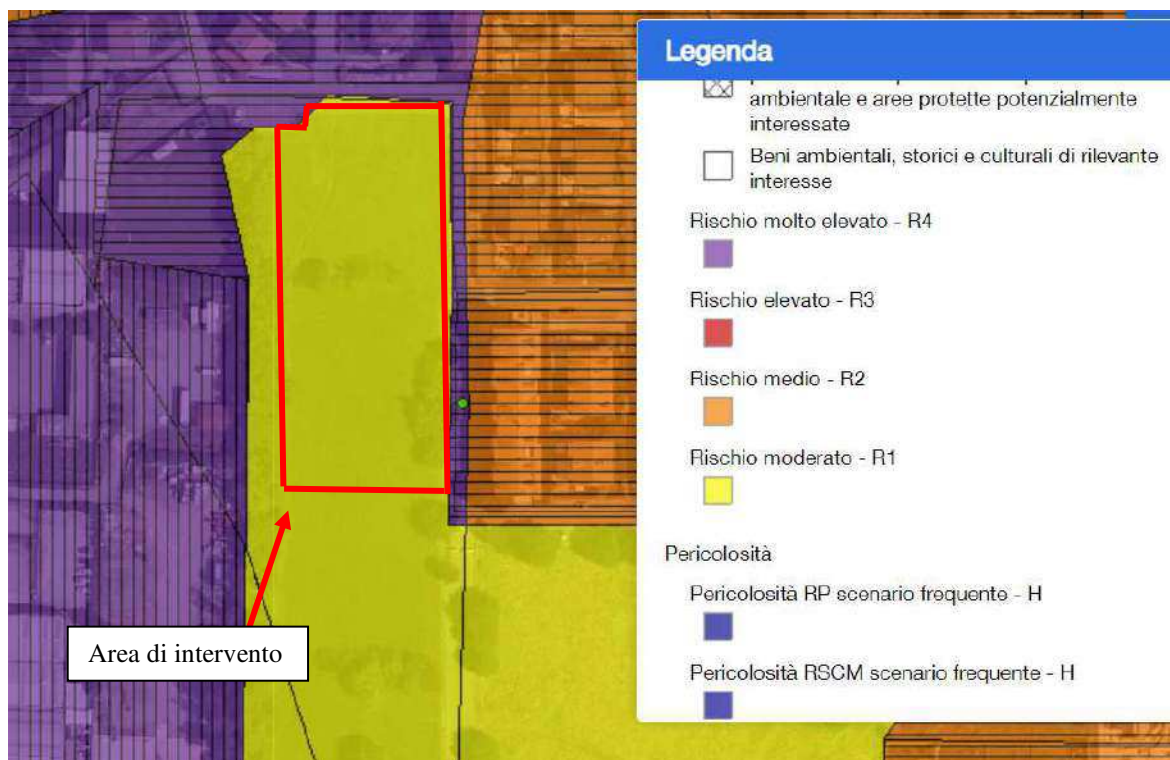 Legenda
ambientale e aree protette potenzialmente
interessate
Beni ambientali, storici e culturali di rilevante
interesse
Rischio molto elevato - R4
Rischio elevato - R3
Rischio medio - R2
Rischio moderato - R1
Pericolosità
Pericolosità RP scenario frequente - H
Pericolosità RSCM scenario frequente - H
Area di intervento